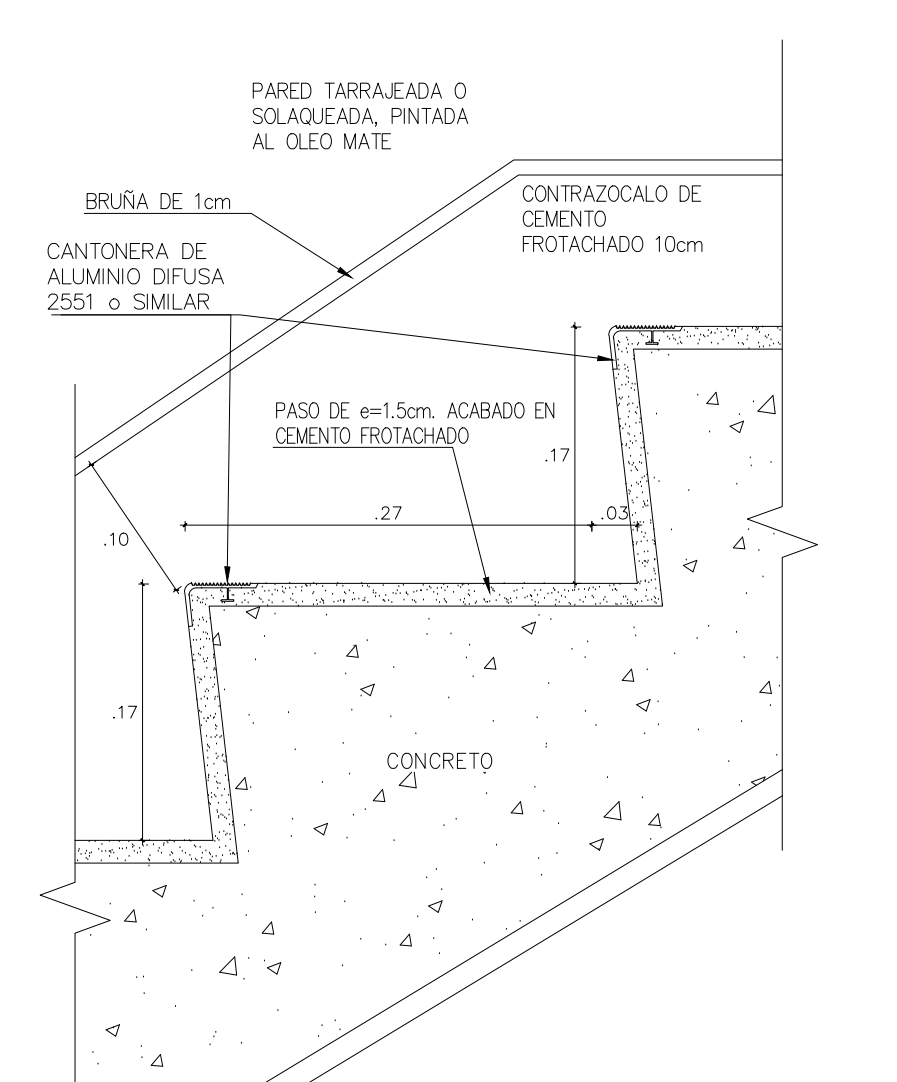 PARED TARRAJEADA O
SOLAQUEADA, PINTADA
AL OLEO MATE
BRUÑA DE 1cm
CONTRAZOCALO DE
CEMENTO
FROTACHADO 10cm
CANTONERA DE
ALUMINIO DIFUSA
2551 o SIMILAR
PASO DE e=1.5cm. ACABADO EN
CEMENTO FROTACHADO
.17
.27
.03
.10
.17
CONCRETO